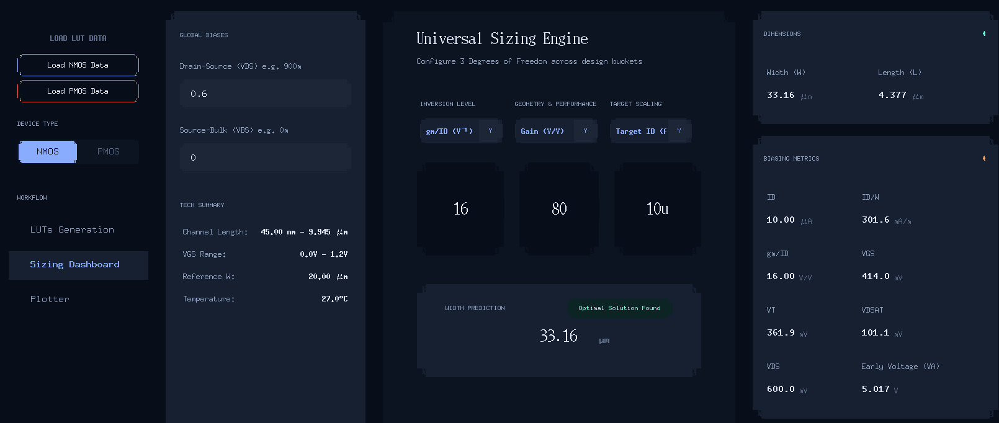 LOAD LUT DATA
Load NMOS Data
Load PMOS Data
DEVICE TYPE
NMOS PMOS
WORKFLOW
LUTs Generation
Sizing Dashboard
Plotter
GLOBAL BIASES
Drain-Source (VDS) e.g. 900m
0.6
Source-Bulk (VBS) e.g. 0m
0
TECH SUMMARY
Channel Length: 45.00 nm - 9.945 μm
VGS Range: 0.0V - 1.2V
Reference W: 20.00 μm
Temperature: 27.0°C
Universal Sizing Engine
Configure 3 Degrees of Freedom across design buckets
INVERSION LEVEL GEOMETRY & PERFORMANCE TARGET SCALING
gm/ID (V⁻¹) Y Gain (V/V) Y Target ID (f Y
16 80 10u
WIDTH PREDICTION Optimal Solution Found
33.16 μm
DIMENSIONS
Width (W) Length (L)
33.16 μm 4.377 μm
BIASING METRICS
ID ID/W
10.00 μA 301.6 mA/m
gm/ID VGS
16.00 V/V 414.0 mV
VT VDSAT
361.9 mV 101.1 mV
VDS Early Voltage (VA)
600.0 mV 5.017 V